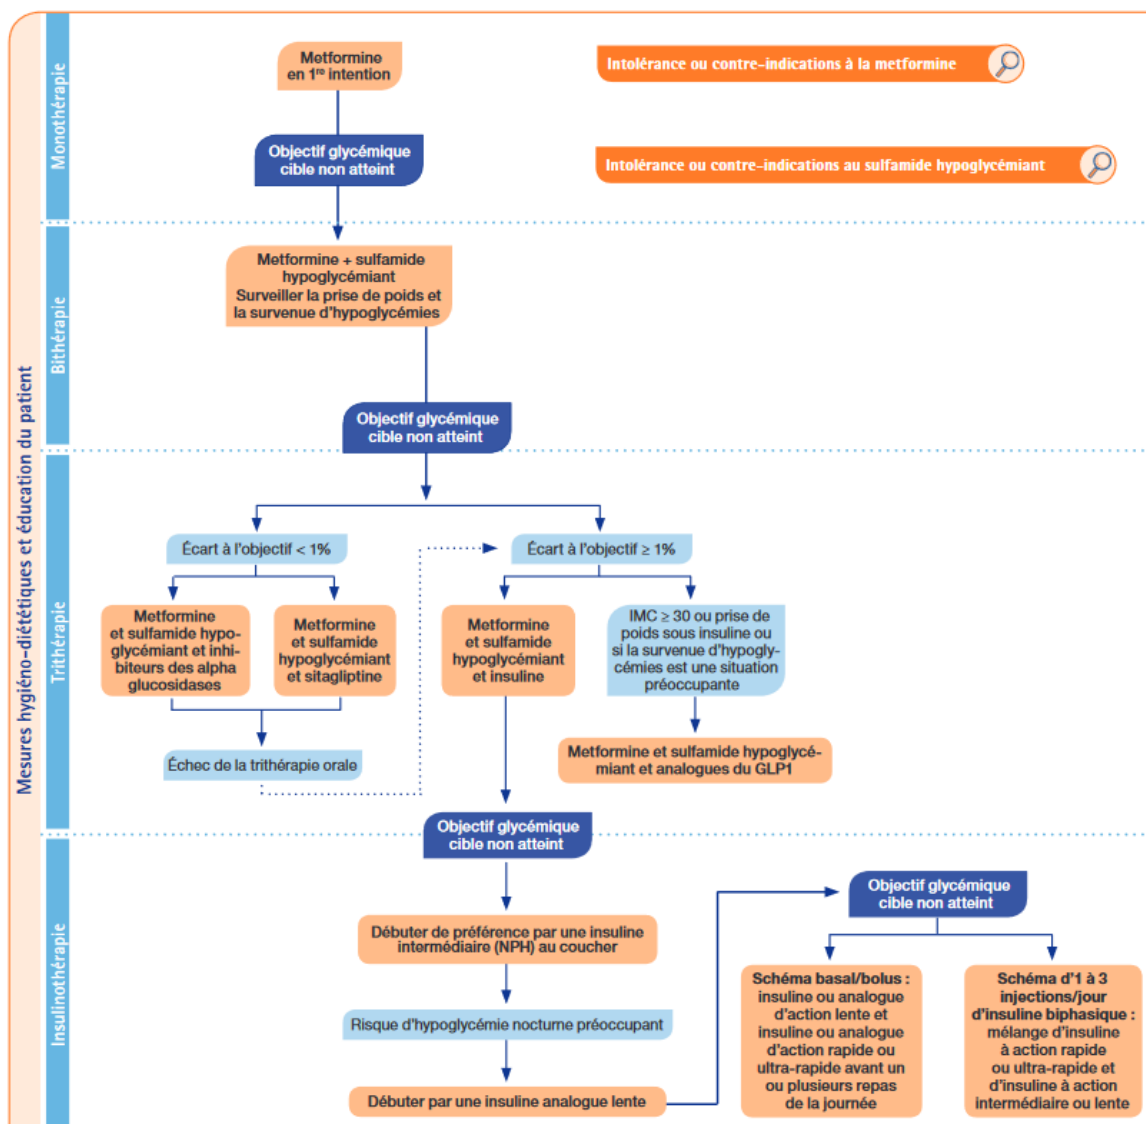 Mesures hygiéno-diététiques et éducation du patient
Monothérapie
Metformine
en 1re intention
Intolérance ou contre-indications à la metformine
Objectif glycémique
cible non atteint
Intolérance ou contre-indications au sulfamide hypoglycémiant
Bithérapie
Metformine + sulfamide
hypoglycémiant
Surveiller la prise de poids et
la survenue d'hypoglycémies
Objectif glycémique
cible non atteint
Trithérapie
Écart à l'objectif < 1%
Écart à l'objectif ≥ 1%
Metformine
et sulfamide hypo-
glycémiant et inhi-
biteurs des alpha
glucosidases
Metformine
et sulfamide
hypoglycémiant
et sitagliptine
Metformine
et sulfamide
hypoglycémiant
et insuline
IMC ≥ 30 ou prise de
poids sous insuline ou
si la survenue d'hypogly-
cémies est une situation
préoccupante
Échec de la trithérapie orale
Metformine et sulfamide hypoglycé-
miant et analogues du GLP1
Objectif glycémique
cible non atteint
Insulinothérapie
Débuter de préférence par une insuline
intermédiaire (NPH) au coucher
Risque d'hypoglycémie nocturne préoccupant
Débuter par une insuline analogue lente
Objectif glycémique
cible non atteint
Schéma basal/bolus :
insuline ou analogue
d'action lente et
insuline ou analogue
d'action rapide ou
ultra-rapide avant un
ou plusieurs repas
de la journée
Schéma d'1 à 3
injections/jour
d'insuline biphasique :
mélange d'insuline
à action rapide
ou ultra-rapide et
d'insuline à action
intermédiaire ou lente